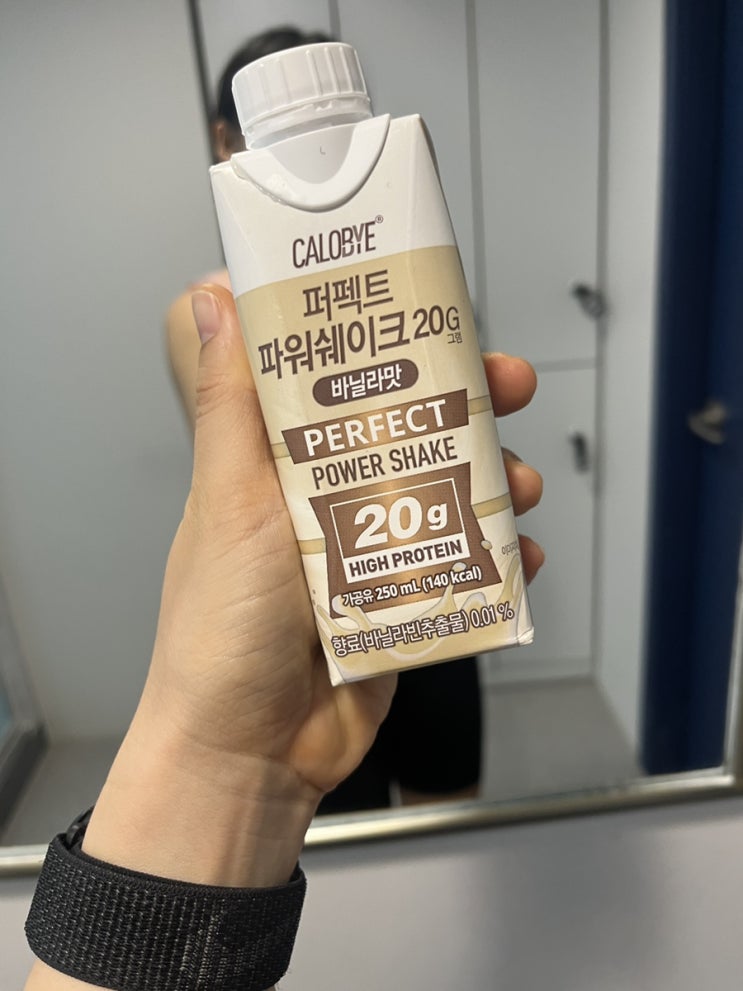 CALOBYE®
퍼펙트
파워쉐이크 20G
그램
바닐라맛
PERFECT
POWER SHAKE
20g
HIGH PROTEIN
가공유 250 mL (140 kcal)
향료(바닐라빈추출물) 0.01 %